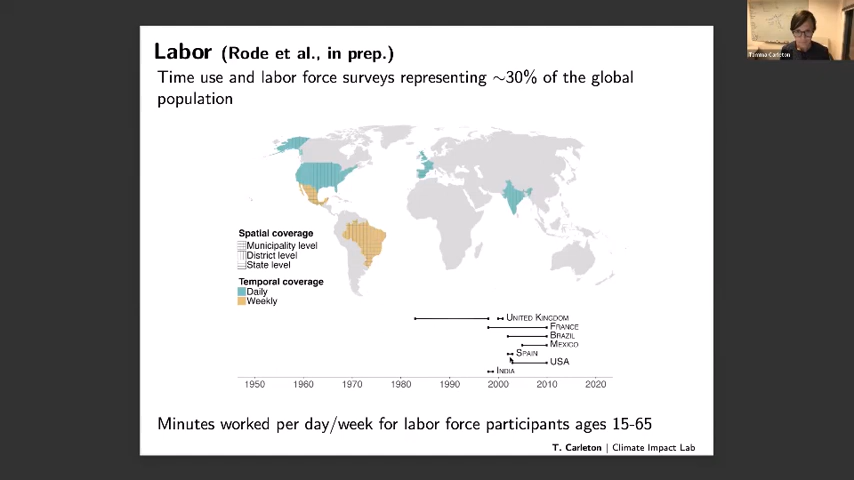 Labor (Rode et al., in prep.)
Time use and labor force surveys representing ∼30% of the global
population
Spatial coverage
Municipality level
District level
State level
Temporal coverage
Daily
Weekly
UNITED KINGDOM
FRANCE
BRAZIL
MEXICO
SPAIN
USA
INDIA
1950 1960 1970 1980 1990 2000 2010 2020
Minutes worked per day/week for labor force participants ages 15-65
T. Carleton | Climate Impact Lab
Tamma Carleton